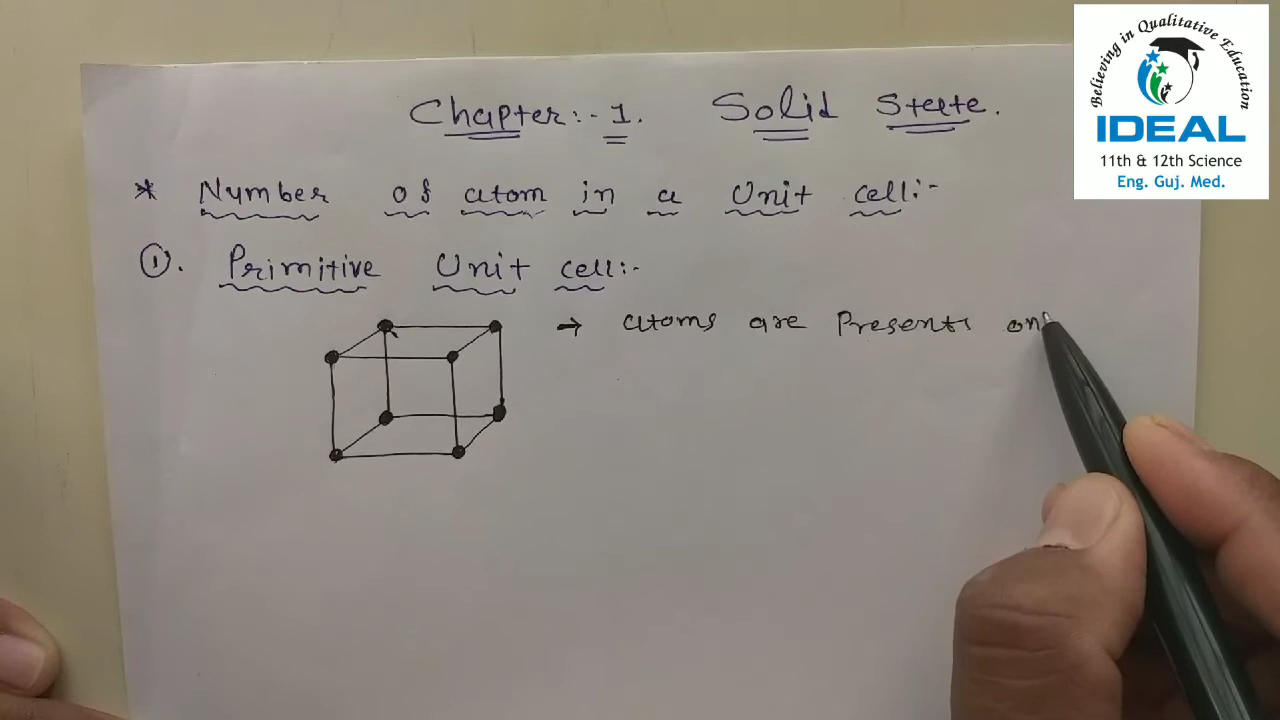 Chapter:- 1. Solid State.
* Number of atom in a Unit cell:-
①. Primitive Unit cell:-
→ atoms are Presents on
Believing in Qualitative Education
IDEAL
11th & 12th Science
Eng. Guj. Med.